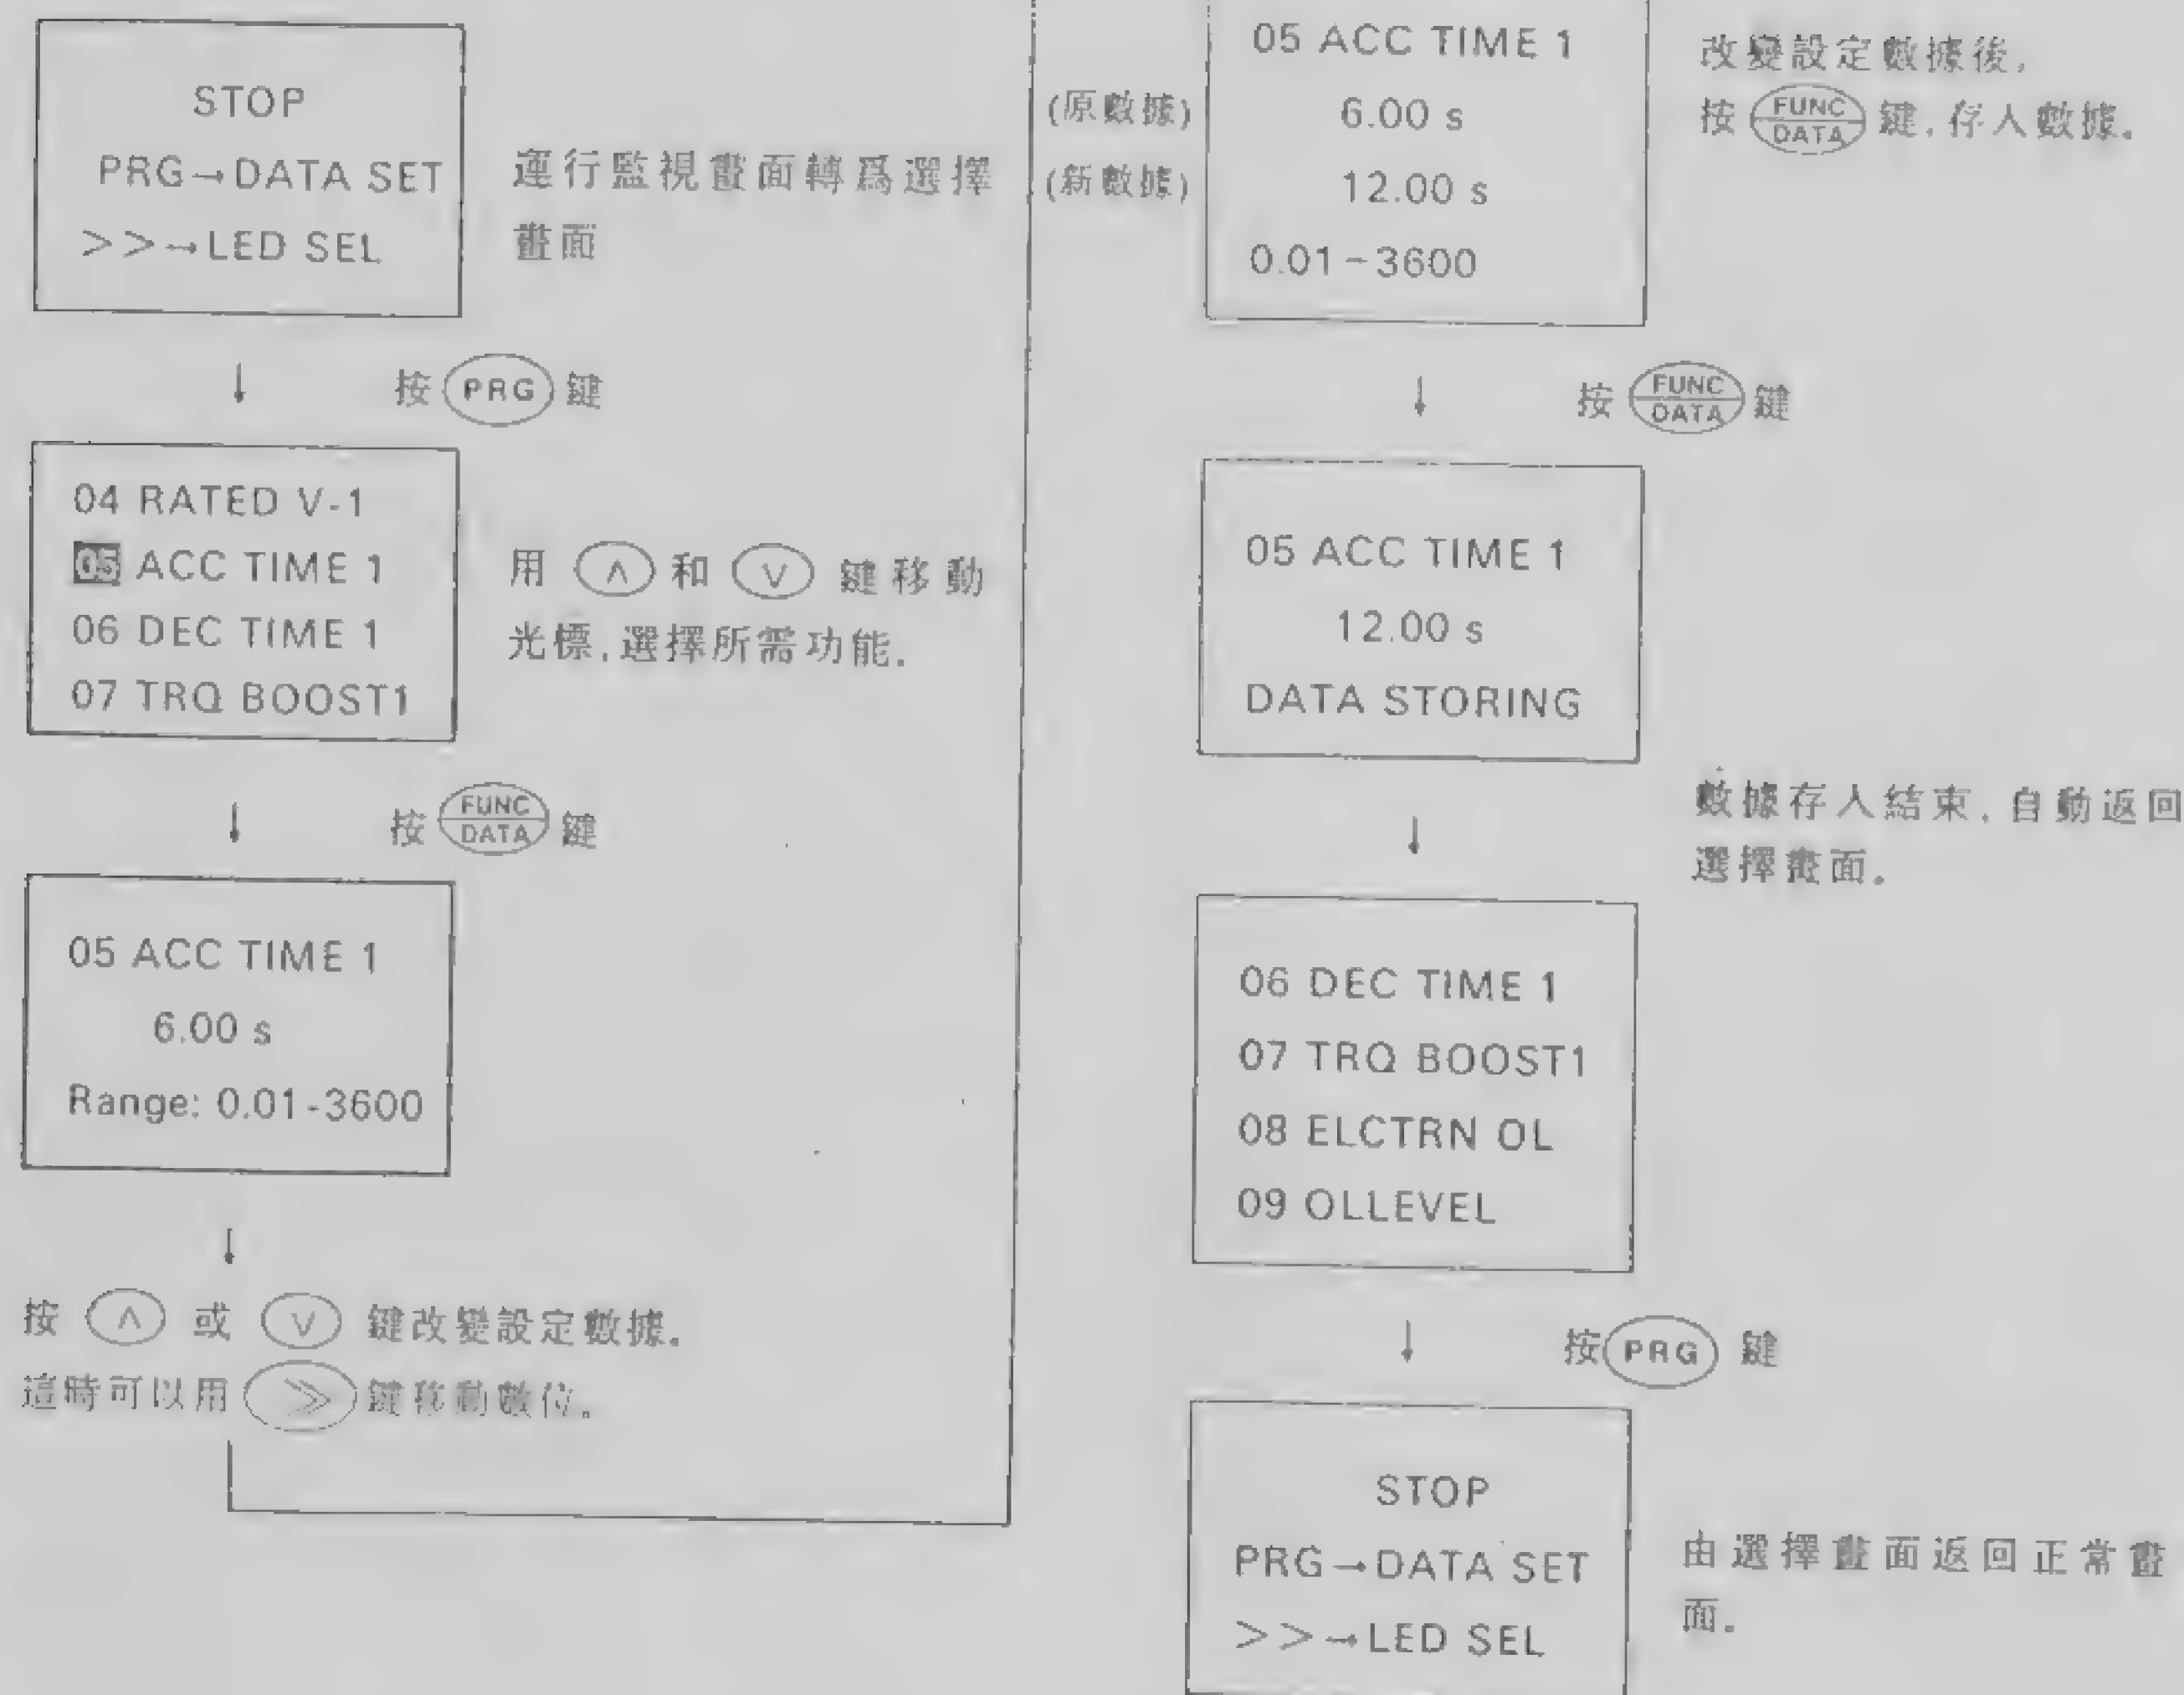 STOP
PRG→DATA SET
>>→LED SEL
運行監視畫面轉爲選擇
畫面
↓ 按 PRG 鍵
04 RATED V-1
05 ACC TIME 1
06 DEC TIME 1
07 TRQ BOOST1
用 ∧ 和 ∨ 鍵移動
光標,選擇所需功能.
↓ 按 FUNC/DATA 鍵
05 ACC TIME 1
6.00 s
Range: 0.01-3600
↓
按 ∧ 或 ∨ 鍵改變設定數據.
這時可以用 ≫ 鍵移動數位.
05 ACC TIME 1
(原數據) 6.00 s
(新數據) 12.00 s
0.01-3600
改變設定數據後,
按 FUNC/DATA 鍵,存入數據.
↓ 按 FUNC/DATA 鍵
05 ACC TIME 1
12.00 s
DATA STORING
↓
數據存入結束,自動返回
選擇畫面.
06 DEC TIME 1
07 TRQ BOOST1
08 ELCTRN OL
09 OLLEVEL
↓ 按 PRG 鍵
STOP
PRG→DATA SET
>>→LED SEL
由選擇畫面返回正常畫
面.